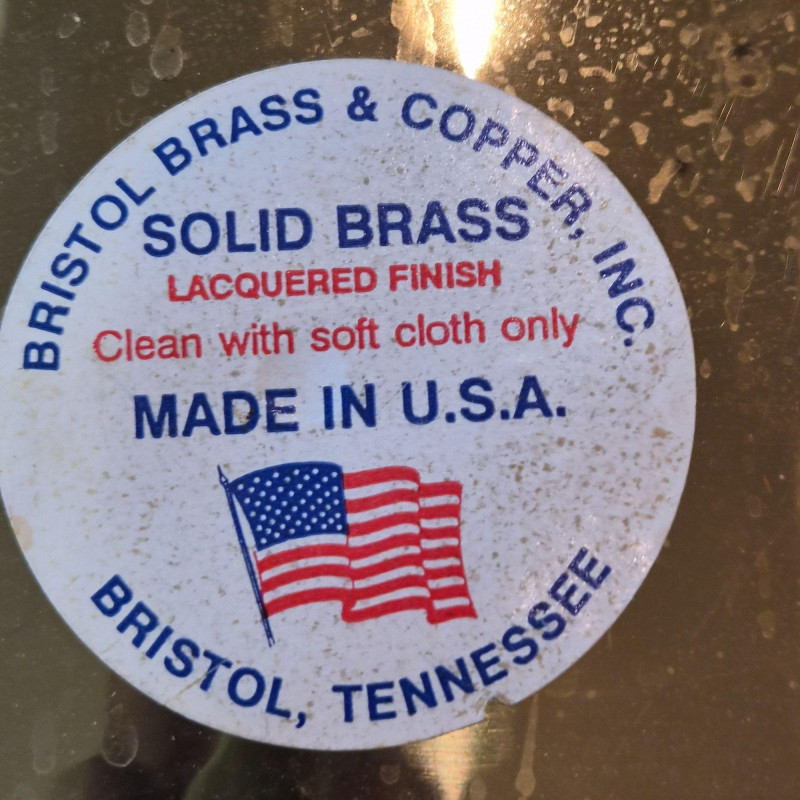 BRISTOL BRASS & COPPER, INC.
SOLID BRASS
LACQUERED FINISH
Clean with soft cloth only
MADE IN U.S.A.
BRISTOL, TENNESSEE